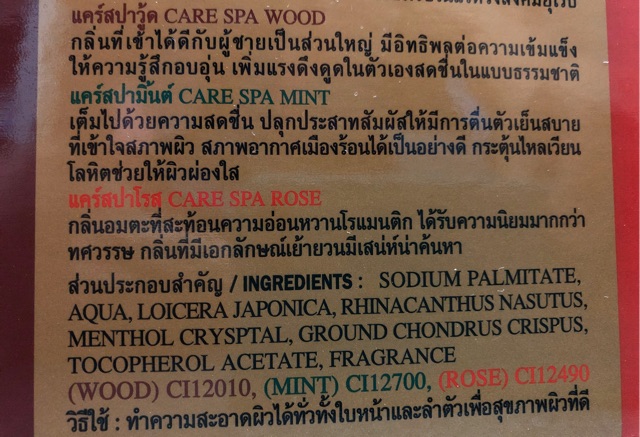 แคร์สปาวู้ด CARE SPA WOOD
กลิ่นที่เข้าได้ดีกับผู้ชายเป็นส่วนใหญ่ มีอิทธิพลต่อความเข้มแข็ง
ให้ความรู้สึกอบอุ่น เพิ่มแรงดึงดูดในตัวเองสดชื่นในแบบธรรมชาติ
แคร์สปามิ้นต์ CARE SPA MINT
เต็มไปด้วยความสดชื่น ปลุกประสาทสัมผัสให้มีการตื่นตัวเย็นสบาย
ที่เข้าใจสภาพผิว สภาพอากาศเมืองร้อนได้เป็นอย่างดี กระตุ้นไหลเวียน
โลหิตช่วยให้ผิวผ่องใส
แคร์สปาโรส CARE SPA ROSE
กลิ่นอมตะที่สะท้อนความอ่อนหวานโรแมนติก ได้รับความนิยมมากกว่า
ทศวรรษ กลิ่นที่มีเอกลักษณ์เย้ายวนมีเสน่ห์น่าค้นหา
ส่วนประกอบสำคัญ / INGREDIENTS : SODIUM PALMITATE,
AQUA, LOICERA JAPONICA, RHINACANTHUS NASUTUS,
MENTHOL CRYSPTAL, GROUND CHONDRUS CRISPUS,
TOCOPHEROL ACETATE, FRAGRANCE
(WOOD) CI12010, (MINT) CI12700, (ROSE) CI12490
วิธีใช้ : ทำความสะอาดผิวได้ทั่วทั้งใบหน้าและลำตัวเพื่อสุขภาพผิวที่ดี